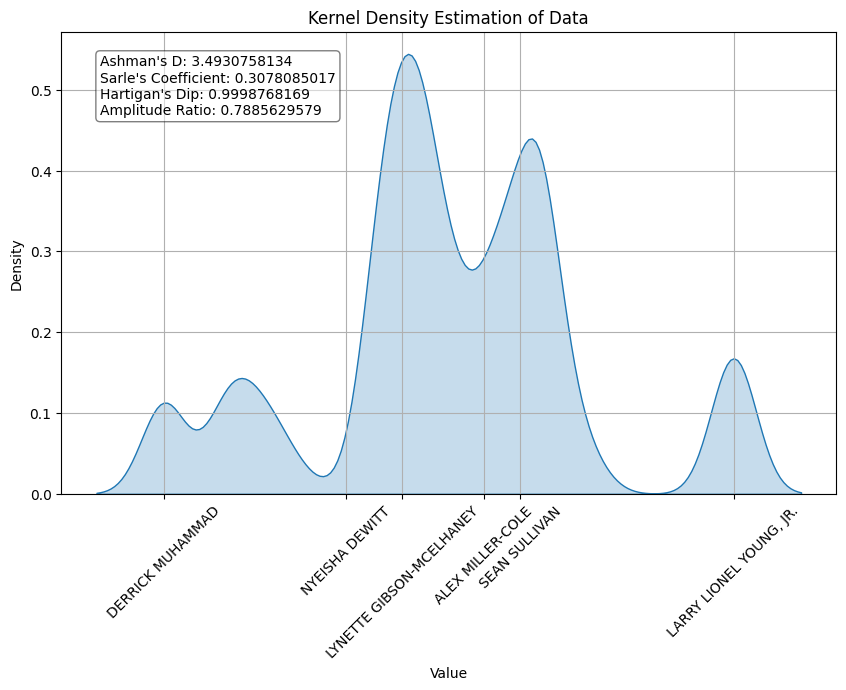 Kernel Density Estimation of Data
Ashman's D: 3.4930758134
Sarle's Coefficient: 0.3078085017
Hartigan's Dip: 0.9998768169
Amplitude Ratio: 0.7885629579
0.5
0.4
0.3
0.2
0.1
0.0
Density
DERRICK MUHAMMAD
NYEISHA DEWITT
LYNETTE GIBSON-MCELHANEY
ALEX MILLER-COLE
SEAN SULLIVAN
LARRY LIONEL YOUNG, JR.
Value